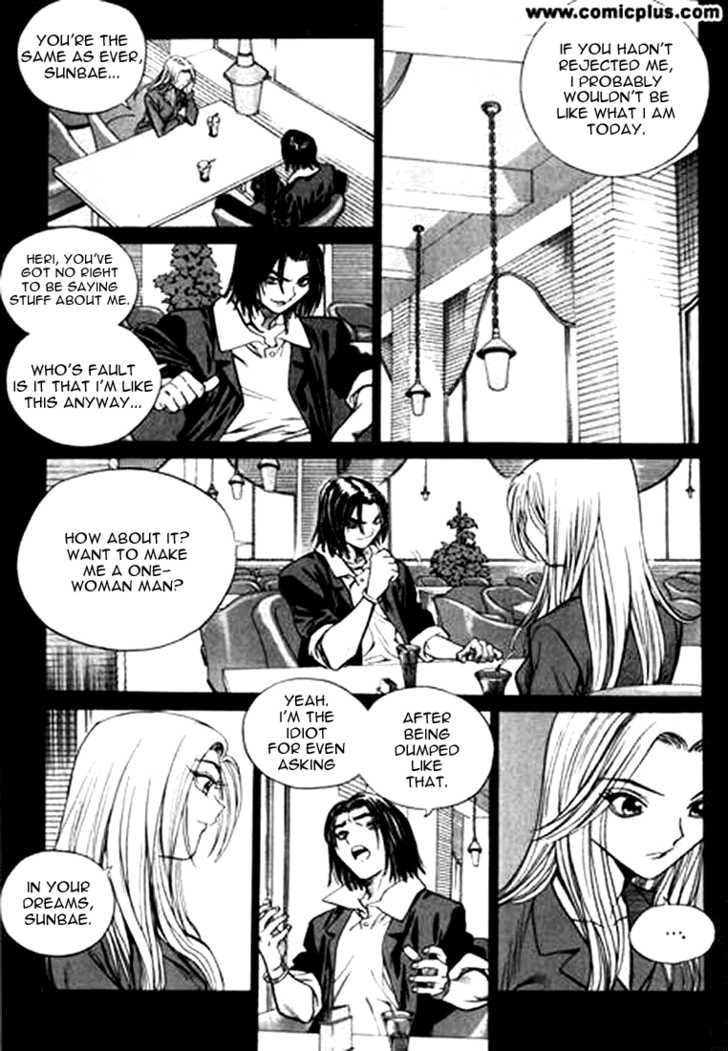 www.comicplus.com
YOU'RE THE
SAME AS EVER,
SUNBAE...
HERI, YOU'VE
GOT NO RIGHT
TO BE SAYING
STUFF ABOUT ME.
WHO'S FAULT
IS IT THAT I'M LIKE
THIS ANYWAY...
IF YOU HADN'T
REJECTED ME,
I PROBABLY
WOULDN'T BE
LIKE WHAT I AM
TODAY.
HOW ABOUT IT?
WANT TO MAKE
ME A ONE-
WOMAN MAN?
IN YOUR
DREAMS,
SUNBAE.
YEAH.
I'M THE
IDIOT
FOR EVEN
ASKING
AFTER
BEING
DUMPED
LIKE
THAT.
....